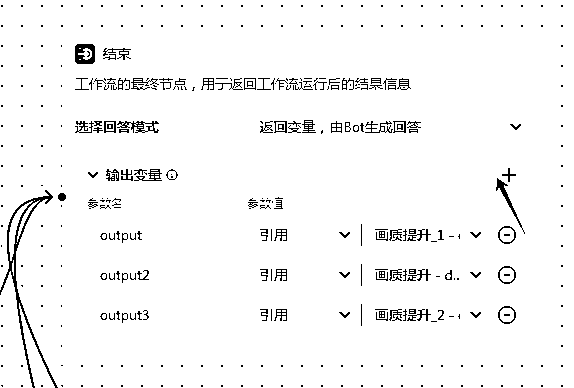 结束
工作流的最终节点，用于返回工作流运行后的结果信息
选择回答模式 返回变量，由Bot生成回答
输出变量
参数名 参数值
output 引用 画质提升_1 -
output2 引用 画质提升 - d..
output3 引用 画质提升_2 -